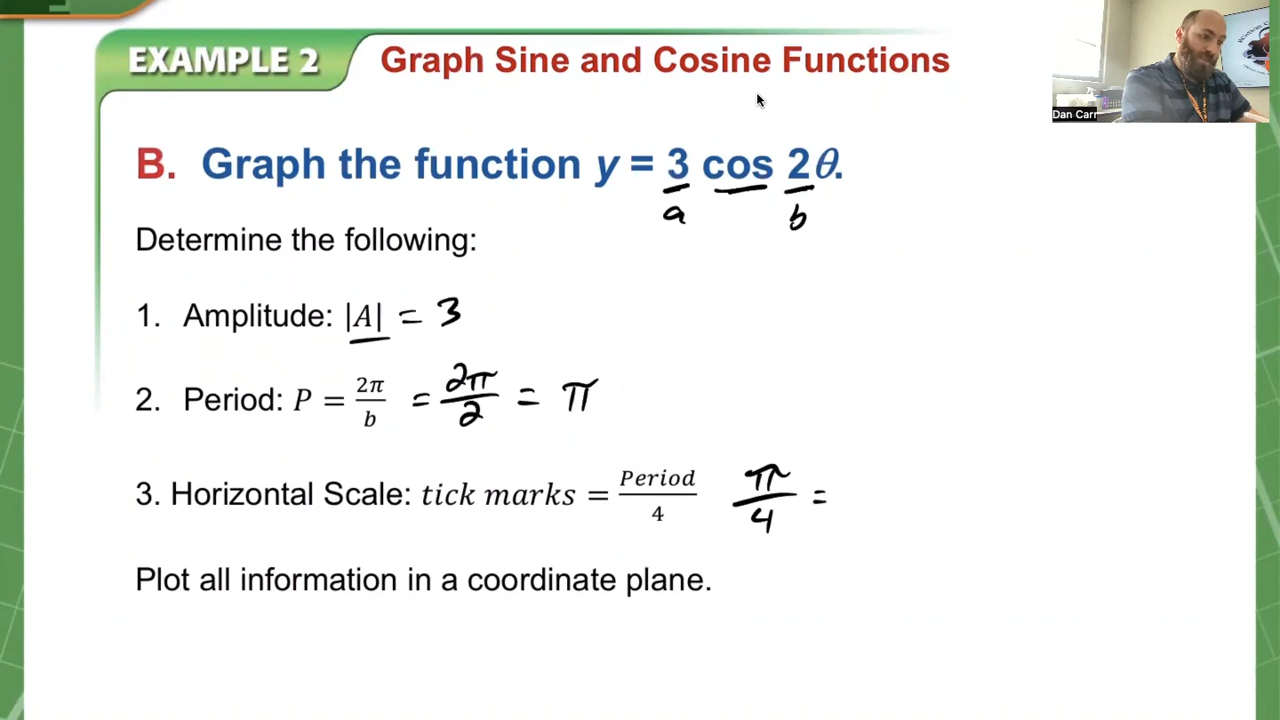 EXAMPLE 2 Graph Sine and Cosine Functions
Dan Carr
B. Graph the function y = 3 cos 2θ.
a b
Determine the following:
1. Amplitude: |A| = 3
2. Period: P = 2π/b = 2π/2 = π
3. Horizontal Scale: tick marks = Period/4 π/4 =
Plot all information in a coordinate plane.